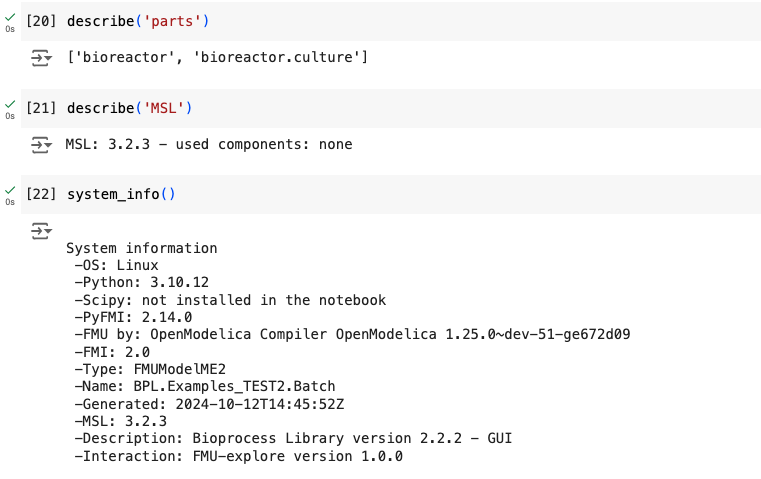 [20] describe('parts')
0s
['bioreactor', 'bioreactor.culture']
[21] describe('MSL')
0s
MSL: 3.2.3 – used components: none
[22] system_info()
0s
System information
-OS: Linux
-Python: 3.10.12
-Scipy: not installed in the notebook
-PyFMI: 2.14.0
-FMU by: OpenModelica Compiler OpenModelica 1.25.0~dev-51-ge672d09
-FMI: 2.0
-Type: FMUModelME2
-Name: BPL.Examples_TEST2.Batch
-Generated: 2024-10-12T14:45:52Z
-MSL: 3.2.3
-Description: Bioprocess Library version 2.2.2 - GUI
-Interaction: FMU-explore version 1.0.0